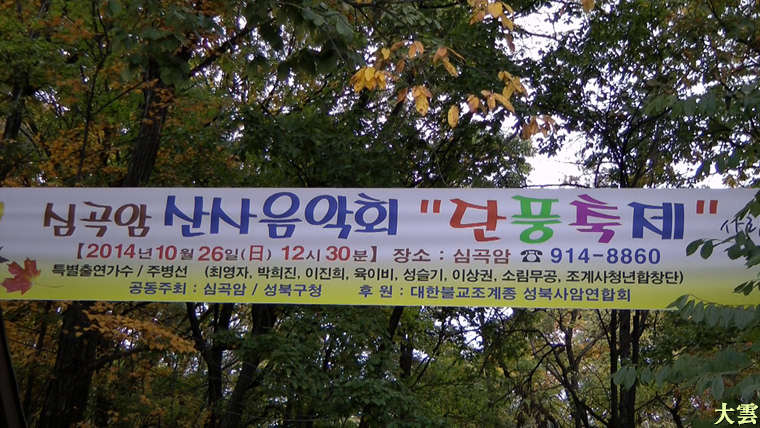 심곡암 산사음악회 "단풍축제"
【2014년 10월 26일(日) 12시 30분】 장소 : 심곡암 ☎ 914-8860
특별출연가수 / 주병선 (최영자, 박희진, 이진희, 육이비, 성슬기, 이상권, 소림무공, 조계사청년합창단)
공동주최 : 심곡암 / 성북구청 후 원 : 대한불교조계종 성북사암연합회
大雲